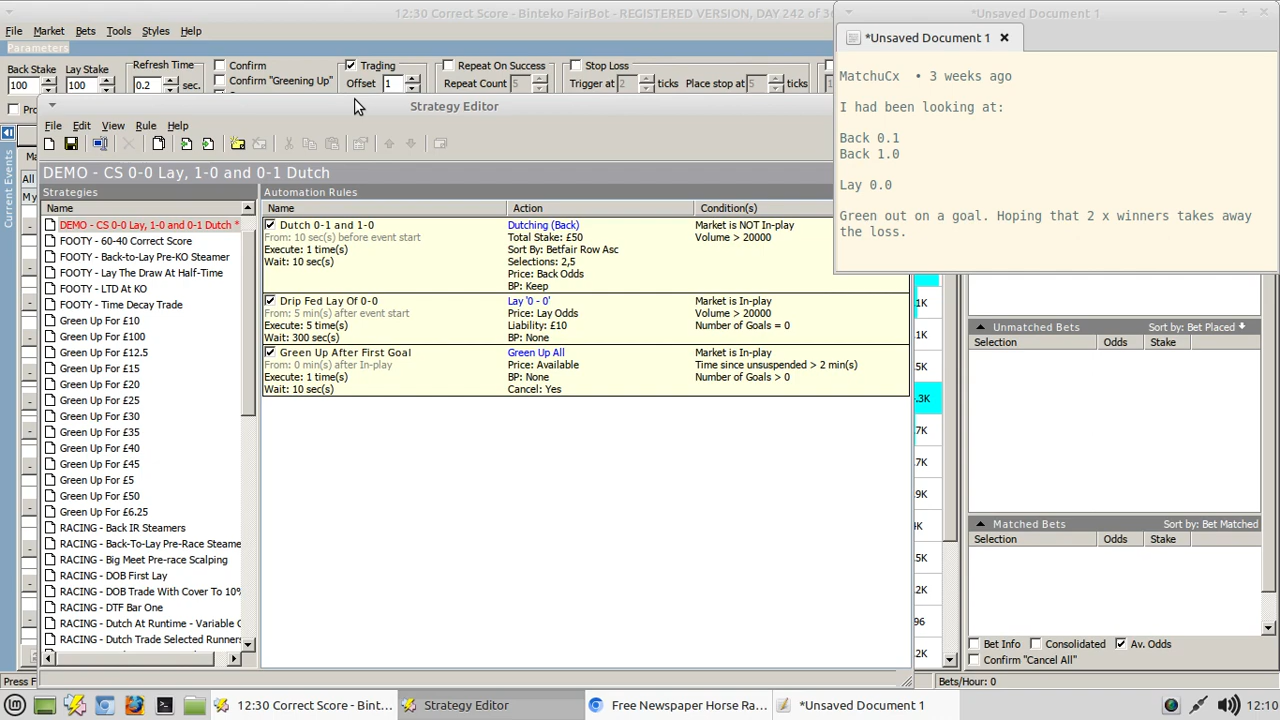 12:30 Correct Score - Binteko FairBot - REGISTERED VERSION, DAY 242 of 36
*Unsaved Document 1
File Market Bets Tools Styles Help
*Unsaved Document 1
Parameters
Back Stake Lay Stake Refresh Time Confirm Trading Repeat On Success Stop Loss
100 100 0.2 sec. Confirm "Greening Up" Offset 1 Repeat Count 5 Trigger at 2 ticks Place stop at 5 ticks
MatchuCx • 3 weeks ago
I had been looking at:
Back 0.1
Back 1.0
Lay 0.0
Green out on a goal. Hoping that 2 x winners takes away
the loss.
Current Events
All
My
Strategy Editor
File Edit View Rule Help
DEMO - CS 0-0 Lay, 1-0 and 0-1 Dutch
Strategies
Name
DEMO - CS 0-0 Lay, 1-0 and 0-1 Dutch *
FOOTY - 60-40 Correct Score
FOOTY - Back-to-Lay Pre-KO Steamer
FOOTY - Lay The Draw At Half-Time
FOOTY - LTD At KO
FOOTY - Time Decay Trade
Green Up For £10
Green Up For £100
Green Up For £12.5
Green Up For £15
Green Up For £20
Green Up For £25
Green Up For £30
Green Up For £35
Green Up For £40
Green Up For £45
Green Up For £5
Green Up For £50
Green Up For £6.25
RACING - Back IR Steamers
RACING - Back-To-Lay Pre-Race Steame
RACING - Big Meet Pre-race Scalping
RACING - DOB First Lay
RACING - DOB Trade With Cover To 10%
RACING - DTF Bar One
RACING - Dutch At Runtime - Variable
RACING - Dutch Trade Selected Runners
Automation Rules
Name Action Condition(s)
Dutch 0-1 and 1-0 Dutching (Back) Market is NOT In-play
From: 10 sec(s) before event start Total Stake: £50 Volume > 20000
Execute: 1 time(s) Sort By: Betfair Row Asc
Wait: 10 sec(s) Selections: 2,5
Price: Back Odds
BP: Keep
Drip Fed Lay Of 0-0 Lay '0 - 0' Market is In-play
From: 5 min(s) after event start Price: Lay Odds Volume > 20000
Execute: 5 time(s) Liability: £10 Number of Goals = 0
Wait: 300 sec(s) BP: None
Green Up After First Goal Green Up All Market is In-play
From: 0 min(s) after In-play Price: Available Time since unsuspended > 2 min(s)
Execute: 1 time(s) BP: None Number of Goals > 0
Wait: 10 sec(s) Cancel: Yes
Unmatched Bets Sort by: Bet Placed
Selection Odds Stake
Matched Bets Sort by: Bet Matched
Selection Odds Stake
Bet Info Consolidated Av. Odds
Confirm "Cancel All"
Press F
Bets/Hour: 0
12:30 Correct Score - Bint... Strategy Editor Free Newspaper Horse Ra... *Unsaved Document 1 12:10